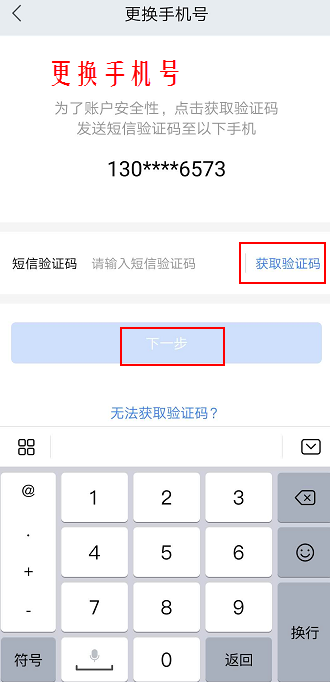 更换手机号
更换手机号
为了账户安全性，点击获取验证码
发送短信验证码至以下手机
130****6573
短信验证码 请输入短信验证码 获取验证码
下一步
无法获取验证码？
@ 1 2 3
. 4 5 6
+ 7 8 9
- 换行
符号 0 返回